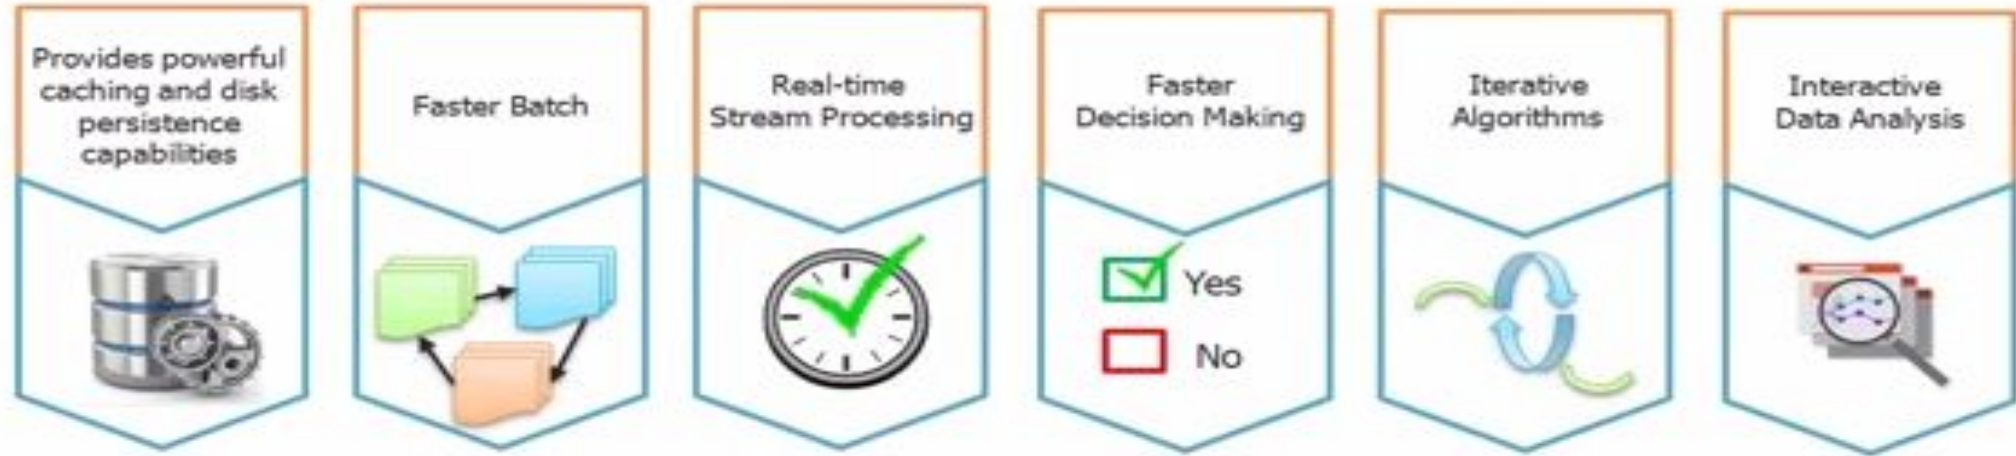 Provides powerful
caching and disk
persistence
capabilities
Faster Batch
Real-time
Stream Processing
Faster
Decision Making
Yes
No
Iterative
Algorithms
Interactive
Data Analysis